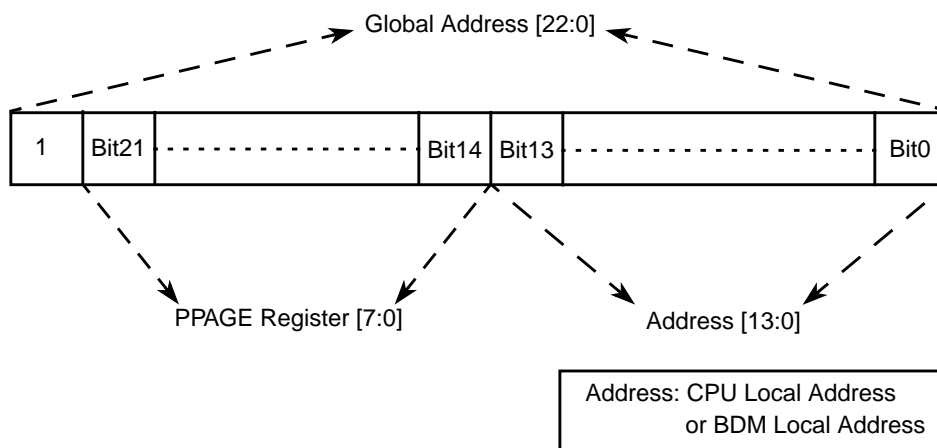 Global Address [22:0]
1 Bit21 Bit14 Bit13 Bit0
PPAGE Register [7:0] Address [13:0]
Address: CPU Local Address
or BDM Local Address